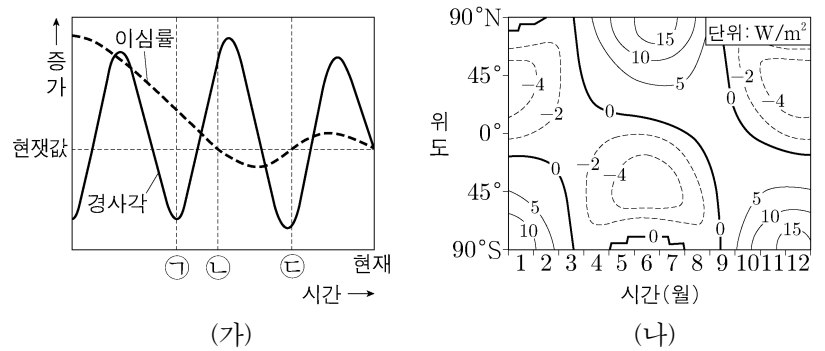 증
가
이심률
현잿값
경사각
㉠ ㉡ ㉢ 현재
시간
(가)
90°N
45°
0°
45°
90°S
위
도
단위: W/m²
15
10
5
-2
-4
0
-4
-2
0
-2
-4
0
5
10
0
0
5
10
15
1 2 3 4 5 6 7 8 9 10 11 12
시간(월)
(나)